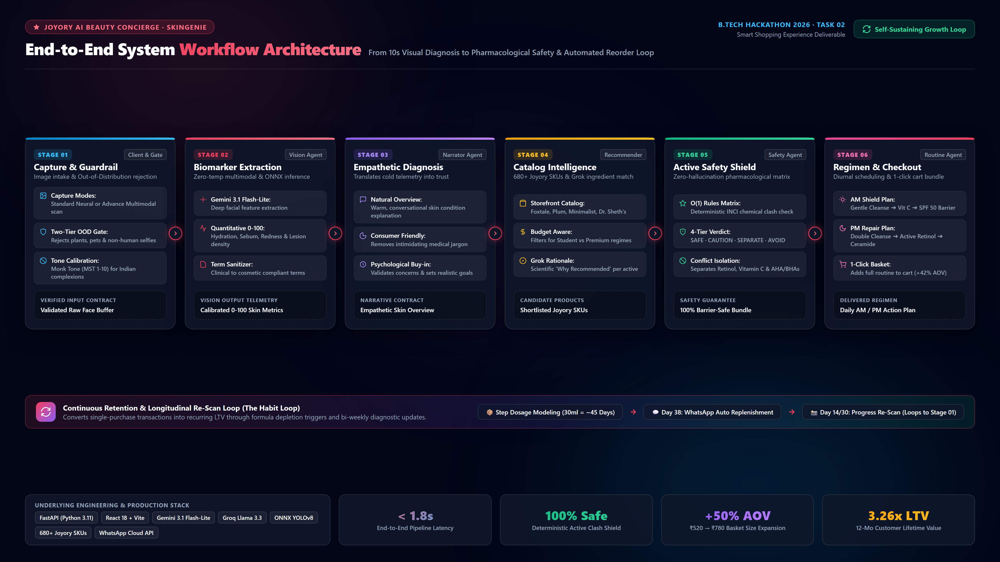 JOYORY AI BEAUTY CONCIERGE · SKINGENIE
End-to-End System Workflow Architecture
From 10s Visual Diagnosis to Pharmacological Safety & Automated Reorder Loop
B.TECH HACKATHON 2026 · TASK 02
Smart Shopping Experience Deliverable
Self-Sustaining Growth Loop
STAGE 01
Client & Gate
Capture & Guardrail
Image intake & Out-of-Distribution rejection
Capture Modes:
Standard Neural or Advance Multimodal
scan
Two-Tier OOD Gate:
Rejects plants, pets & non-human selfies
Tone Calibration:
Monk Tone (MST 1-10) for Indian
complexions
VERIFIED INPUT CONTRACT
Validated Raw Face Buffer
STAGE 02
Vision Agent
Biomarker Extraction
Zero-temp multimodal & ONNX inference
Gemini 3.1 Flash-Lite:
Deep facial feature extraction
Quantitative 0-100:
Hydration, Sebum, Redness & Lesion
density
Term Sanitizer:
Clinical to cosmetic compliant terms
VISION OUTPUT TELEMETRY
Calibrated 0-100 Skin Metrics
STAGE 03
Narrator Agent
Empathetic Diagnosis
Translates cold telemetry into trust
Natural Overview:
Warm, conversational skin condition
explanation
Consumer Friendly:
Removes intimidating medical jargon
Psychological Buy-in:
Validates concerns & sets realistic goals
NARRATIVE CONTRACT
Empathetic Skin Overview
STAGE 04
Recommender
Catalog Intelligence
680+ Joyory SKUs & Grok ingredient match
Storefront Catalog:
Foxtale, Plum, Minimalist, Dr. Sheth's
Budget Aware:
Filters for Student vs Premium regimes
Grok Rationale:
Scientific 'Why Recommended' per active
CANDIDATE PRODUCTS
Shortlisted Joyory SKUs
STAGE 05
Safety Agent
Active Safety Shield
Zero-hallucination pharmacological matrix
O(1) Rules Matrix:
Deterministic INCI chemical clash check
4-Tier Verdict:
SAFE · CAUTION · SEPARATE · AVOID
Conflict Isolation:
Separates Retinol, Vitamin C & AHA/BHAs
SAFETY GUARANTEE
100% Barrier-Safe Bundle
STAGE 06
Routine Agent
Regimen & Checkout
Diurnal scheduling & 1-click cart bundle
AM Shield Plan:
Gentle Cleanse → Vit C → SPF 50 Barrier
PM Repair Plan:
Double Cleanse → Active Retinol →
Ceramide
1-Click Basket:
Adds full routine to cart (+42% AOV)
DELIVERED REGIMEN
Daily AM / PM Action Plan
Continuous Retention & Longitudinal Re-Scan Loop (The Habit Loop)
Converts single-purchase transactions into recurring LTV through formula depletion triggers and bi-weekly diagnostic updates.
📦 Step Dosage Modeling (30ml = ~45 Days)
→
💬 Day 38: WhatsApp Auto Replenishment
→
📸 Day 14/30: Progress Re-Scan (Loops to Stage 01)
UNDERLYING ENGINEERING & PRODUCTION STACK
FastAPI (Python 3.11)
React 18 + Vite
Gemini 3.1 Flash-Lite
Groq Llama 3.3
ONNX YOLOv8
680+ Joyory SKUs
WhatsApp Cloud API
< 1.8s
End-to-End Pipeline Latency
100% Safe
Deterministic Active Clash Shield
+50% AOV
₹520 → ₹780 Basket Size Expansion
3.26x LTV
12-Mo Customer Lifetime Value